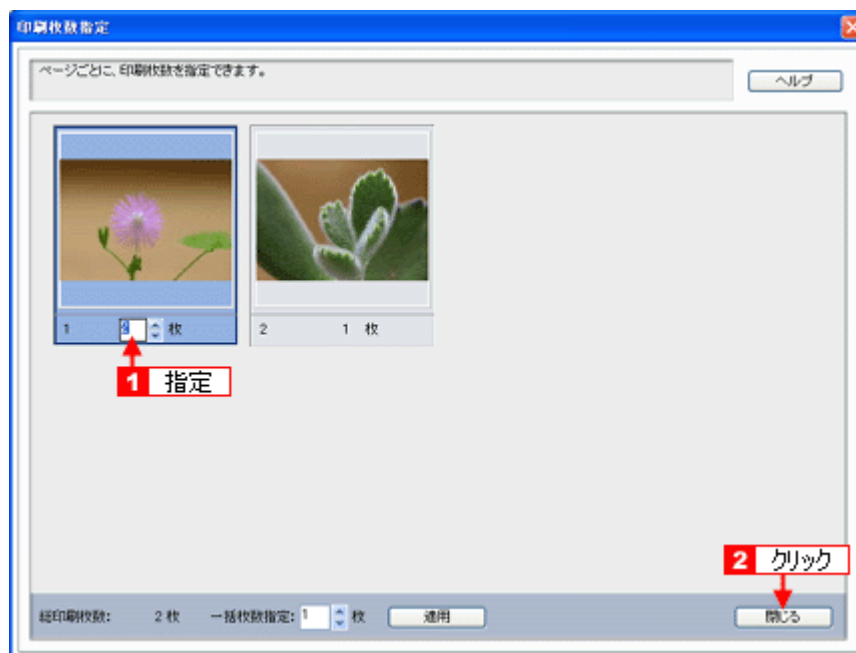 印刷枚数指定
ページごとに、印刷枚数を指定できます。
ヘルプ
1 枚
2 1 枚
1 指定
2 クリック
総印刷枚数: 2 枚 一括枚数指定: 1 枚 適用 閉じる